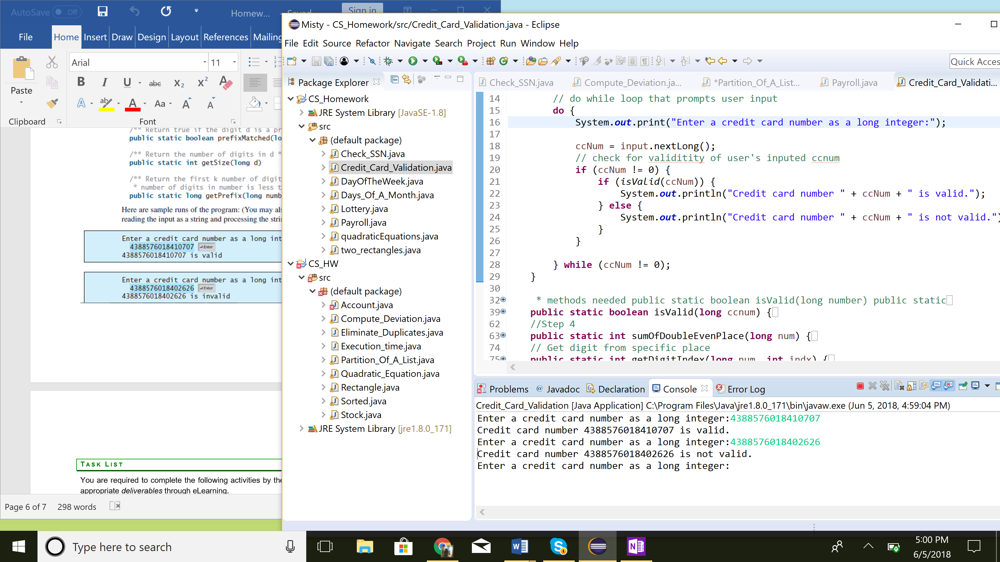 AutoSave Off Homew... - Saved Sign in
File Home Insert Draw Design Layout References Mailing
Arial 11
Paste
Clipboard Font
/** Return true if the digit d is a pr
public static boolean prefixMatched(lo
/** Return the number of digits in d *
public static int getSize(long d)
/** Return the first k number of digit
* number of digits in number is less t
public static long getPrefix(long numb
Here are sample runs of the program: (You may al
reading the input as a string and processing the stri
Enter a credit card number as a long int
4388576018410707 ↵Enter
4388576018410707 is valid
Enter a credit card number as a long int
4388576018402626 ↵Enter
4388576018402626 is invalid
TASK LIST
You are required to complete the following activities by the
appropriate deliverables through eLearning.
Page 6 of 7 298 words
Misty - CS_Homework/src/Credit_Card_Validation.java - Eclipse
File Edit Source Refactor Navigate Search Project Run Window Help
Quick Acces
Package Explorer
CS_Homework
JRE System Library [JavaSE-1.8]
src
(default package)
Check_SSN.java
Credit_Card_Validation.java
DayOfTheWeek.java
Days_Of_A_Month.java
Lottery.java
Payroll.java
quadraticEquations.java
two_rectangles.java
CS_HW
src
(default package)
Account.java
Compute_Deviation.java
Eliminate_Duplicates.java
Execution_time.java
Partition_Of_A_List.java
Quadratic_Equation.java
Rectangle.java
Sorted.java
Stock.java
JRE System Library [jre1.8.0_171]
Check_SSN.java Compute_Deviation.ja... *Partition_Of_A_List... Payroll.java Credit_Card_Validati...
14 // do while loop that prompts user input
15 do {
16 System.out.print("Enter a credit card number as a long integer:");
17
18 ccNum = input.nextLong();
19 // check for validitity of user's inputed ccnum
20 if (ccNum != 0) {
21 if (isValid(ccNum)) {
22 System.out.println("Credit card number " + ccNum + " is valid.");
23 } else {
24 System.out.println("Credit card number " + ccNum + " is not valid.")
25 }
26 }
27
28 } while (ccNum != 0);
29 }
30
32 * methods needed public static boolean isValid(long number) public static
39 public static boolean isValid(long ccnum) {
62 //Step 4
63 public static int sumOfDoubleEvenPlace(long num) {
74 // Get digit from specific place
75 public static int getDigitIndex(long num, int indx) {
Problems @ Javadoc Declaration Console Error Log
Credit_Card_Validation [Java Application] C:\Program Files\Java\jre1.8.0_171\bin\javaw.exe (Jun 5, 2018, 4:59:04 PM)
Enter a credit card number as a long integer:4388576018410707
Credit card number 4388576018410707 is valid.
Enter a credit card number as a long integer:4388576018402626
Credit card number 4388576018402626 is not valid.
Enter a credit card number as a long integer:
Type here to search
5:00 PM
6/5/2018